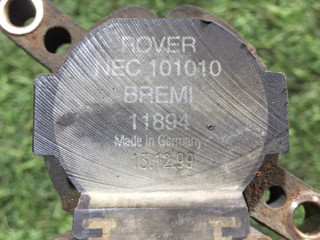 ROVER
NEC 101010
BREMI
11894
Made in Germany
15.12.99